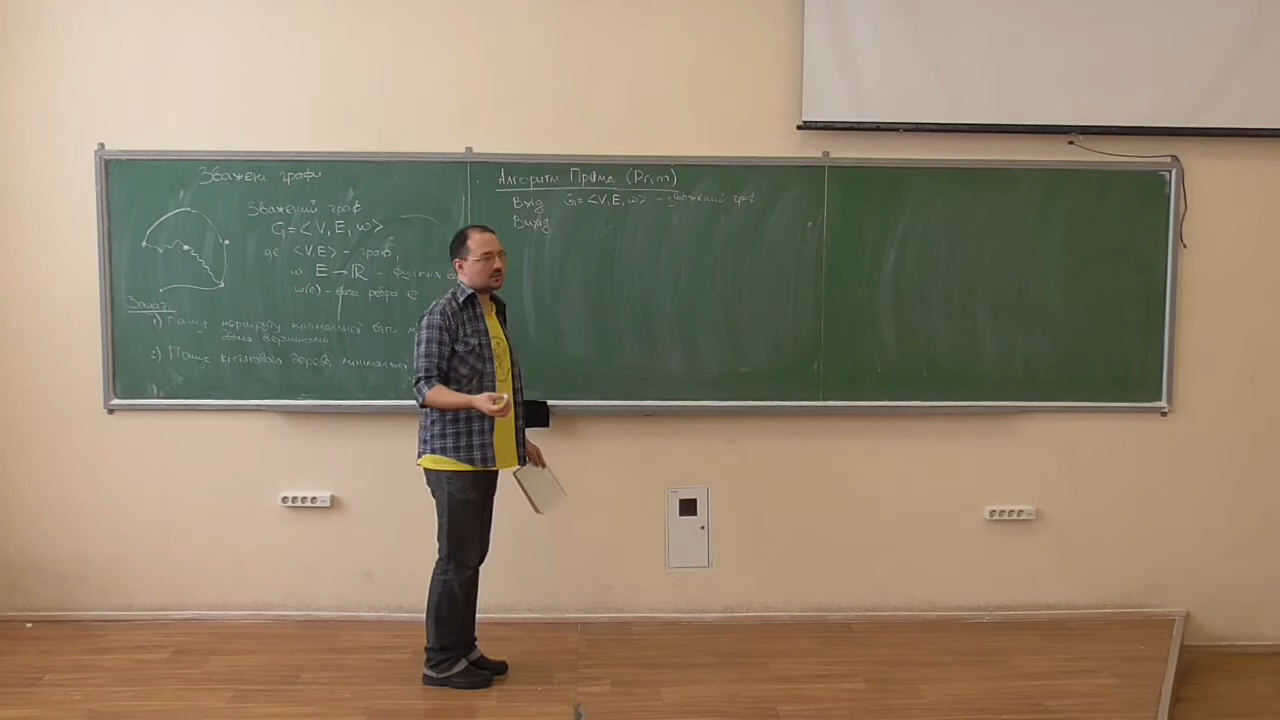 Зважені графи
Зважений граф
G = <V, E, ω>
де <V,E> – граф,
ω E → ℝ – функція
ω(e) – вага ребра e
Задачі.
1) Пошук маршруту мінімальної ваги
двома вершинами
2) Пошук кістякового дерева мінімальної
Алгоритм Пріма (Prim)
Вхід G = <V, E, ω> – зважений граф
Вихід